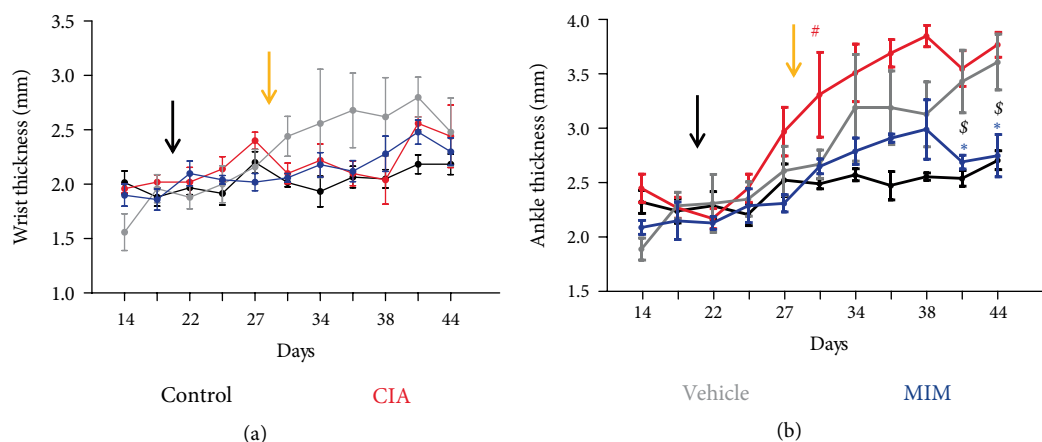 3.5
3.0
2.5
2.0
1.5
1.0
Wrist thickness (mm)
14 22 27 34 38 44
Days
Control CIA
(a)
4.0
3.5
3.0
2.5
2.0
1.5
Ankle thickness (mm)
#
$
*
$
*
14 22 27 34 38 44
Days
Vehicle MIM
(b)